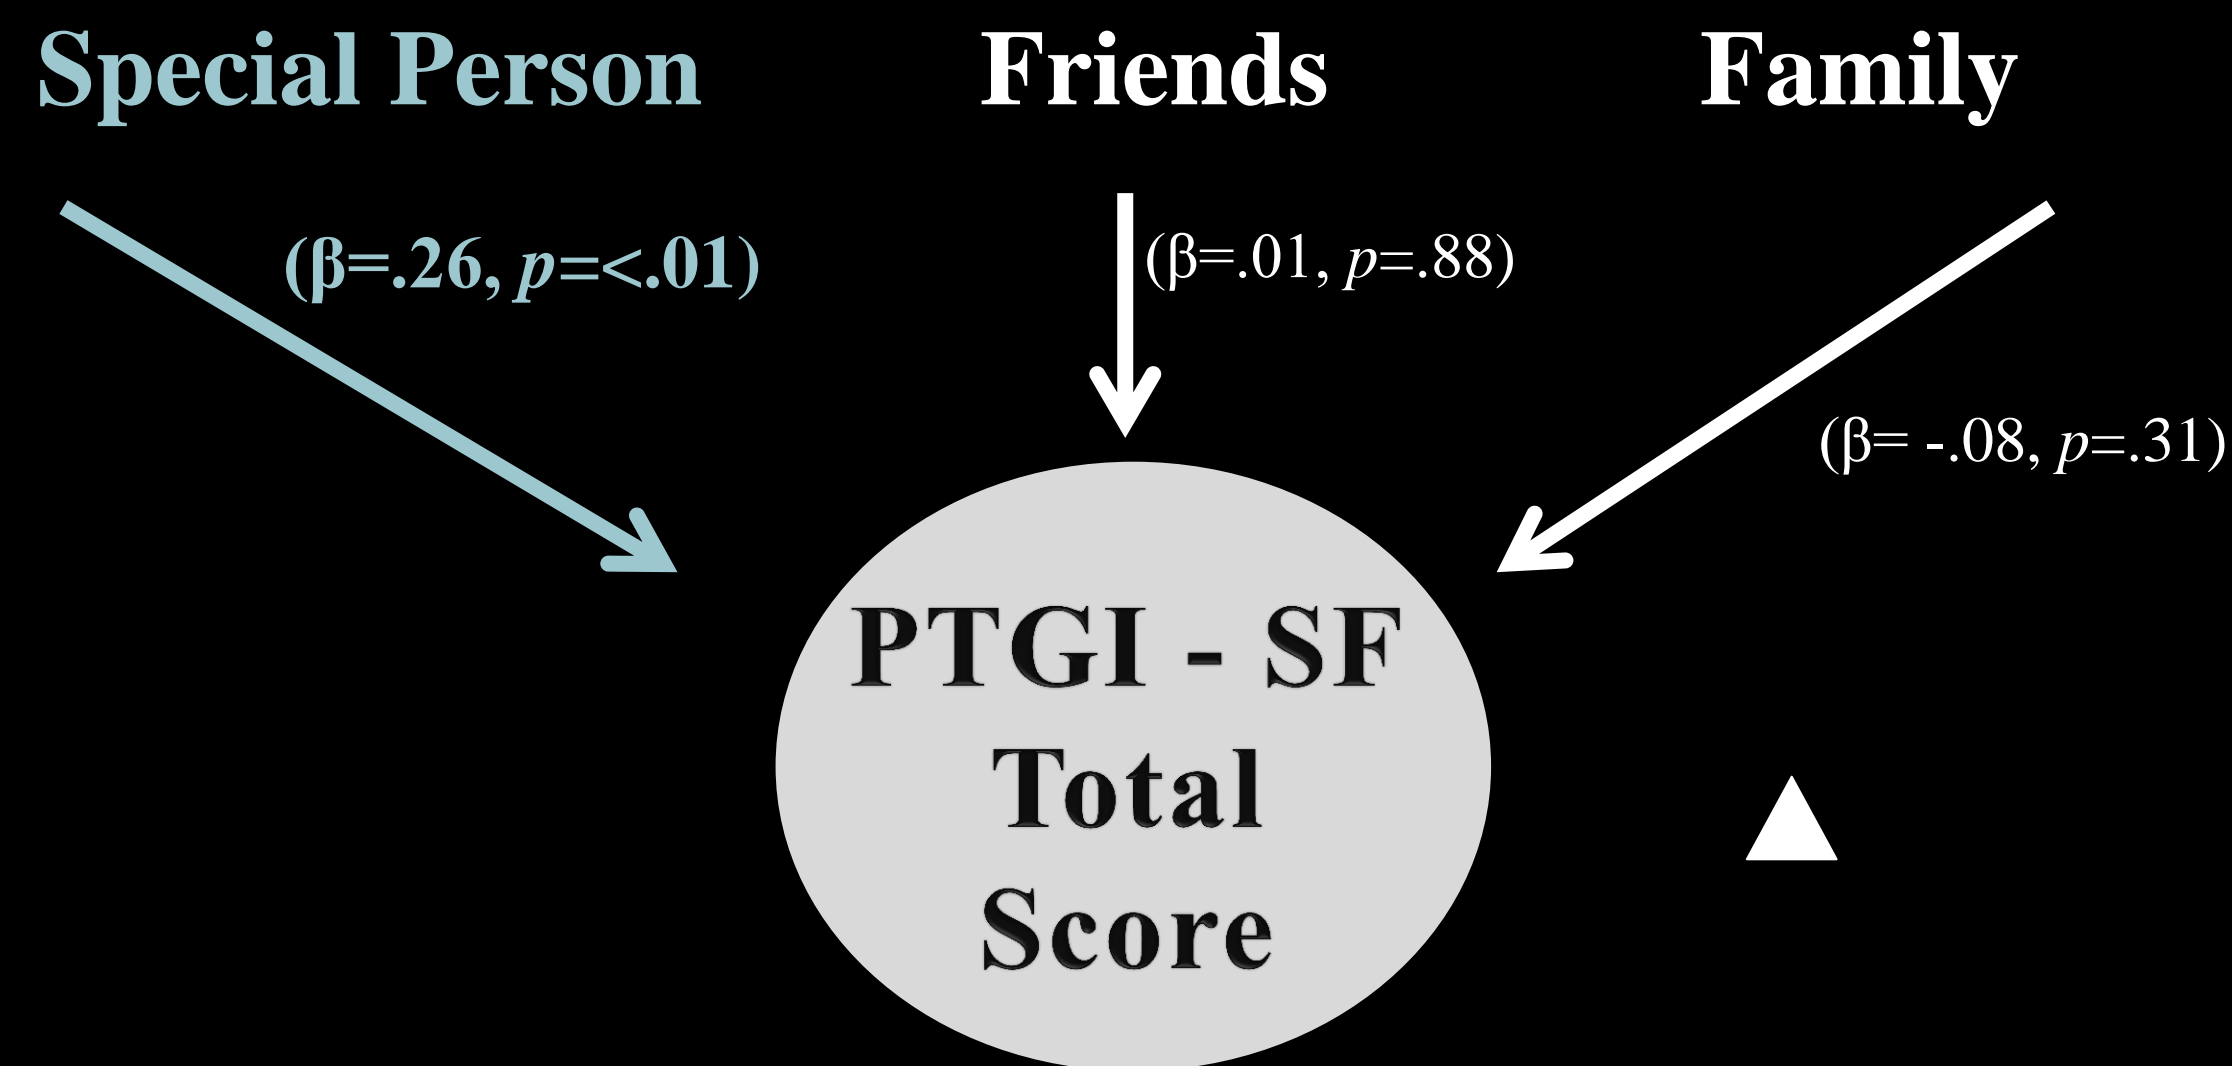 Special Person
Friends
Family
(β=.26, p=<.01)
(β=.01, p=.88)
(β= -.08, p=.31)
PTGI - SF
Total
Score